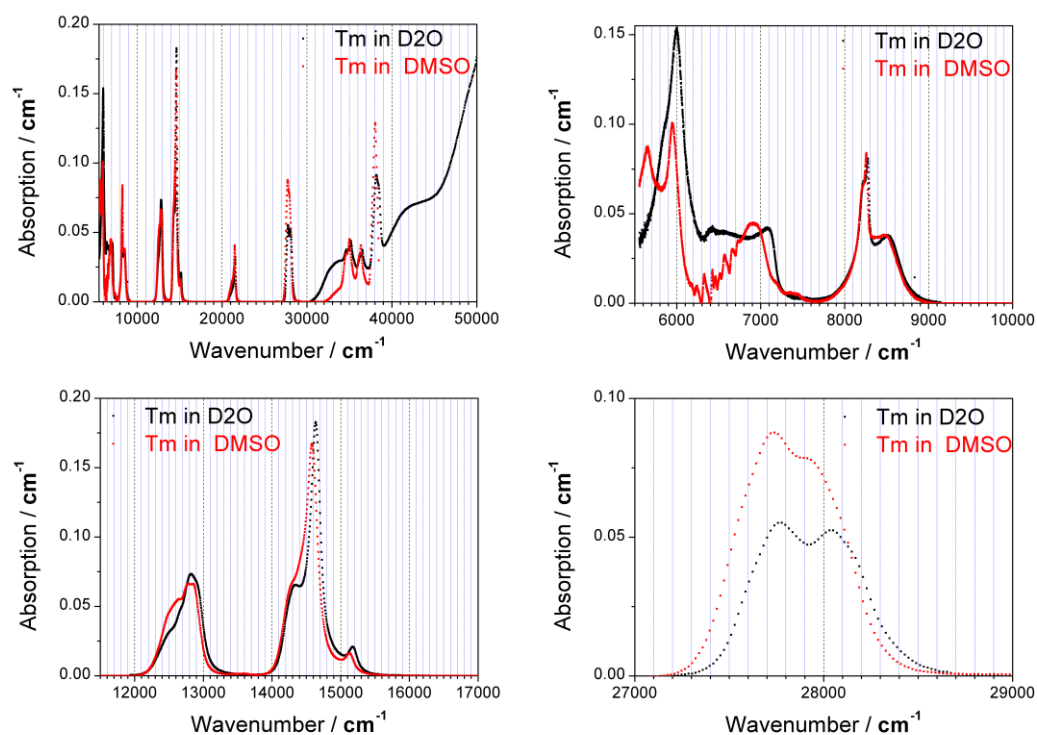 0.20
0.15
0.10
0.05
0.00
Absorption / cm-1
Tm in D2O
Tm in DMSO
10000 20000 30000 40000 50000
Wavenumber / cm-1
0.15
0.10
0.05
0.00
Absorption / cm-1
Tm in D2O
Tm in DMSO
6000 7000 8000 9000 10000
Wavenumber / cm-1
0.20
0.15
0.10
0.05
0.00
Absorption / cm-1
Tm in D2O
Tm in DMSO
12000 13000 14000 15000 16000 17000
Wavenumber / cm-1
0.10
0.05
0.00
Absorption / cm-1
Tm in D2O
Tm in DMSO
27000 28000 29000
Wavenumber / cm-1